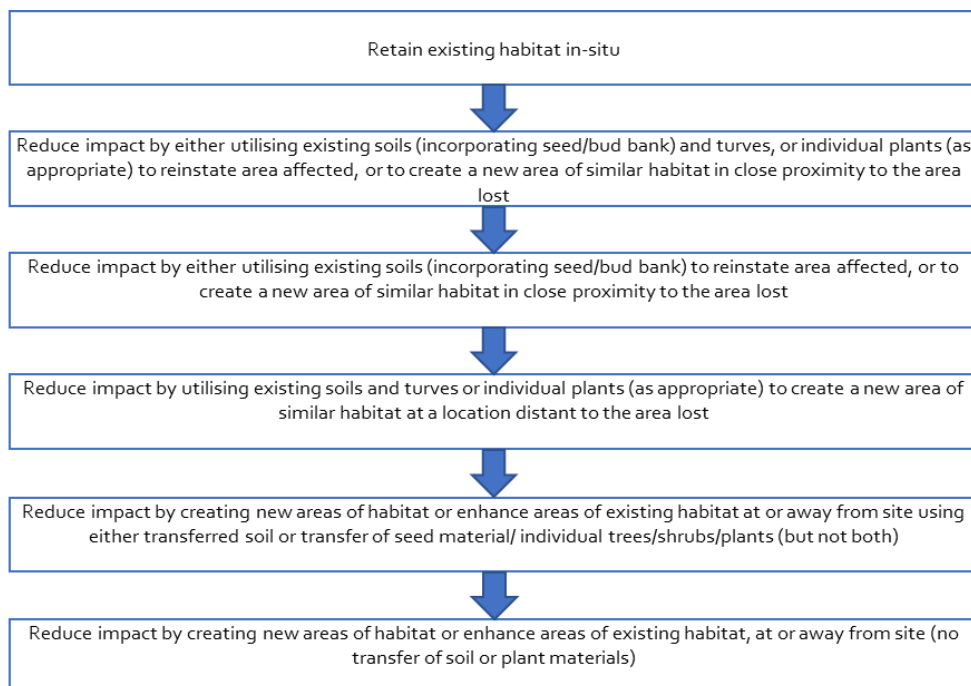 Retain existing habitat in-situ
Reduce impact by either utilising existing soils (incorporating seed/bud bank) and turves, or individual plants (as
appropriate) to reinstate area affected, or to create a new area of similar habitat in close proximity to the area
lost
Reduce impact by either utilising existing soils (incorporating seed/bud bank) to reinstate area affected, or to
create a new area of similar habitat in close proximity to the area lost
Reduce impact by utilising existing soils and turves or individual plants (as appropriate) to create a new area of
similar habitat at a location distant to the area lost
Reduce impact by creating new areas of habitat or enhance areas of existing habitat at or away from site using
either transferred soil or transfer of seed material/ individual trees/shrubs/plants (but not both)
Reduce impact by creating new areas of habitat or enhance areas of existing habitat, at or away from site (no
transfer of soil or plant materials)